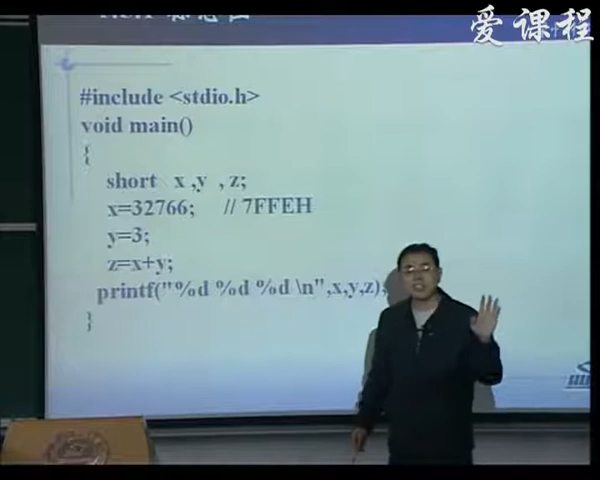 爱课程
#include <stdio.h>
void main()
{
short x ,y , z;
x=32766; // 7FFEH
y=3;
z=x+y;
printf("%d %d %d \n",x,y,z);
}